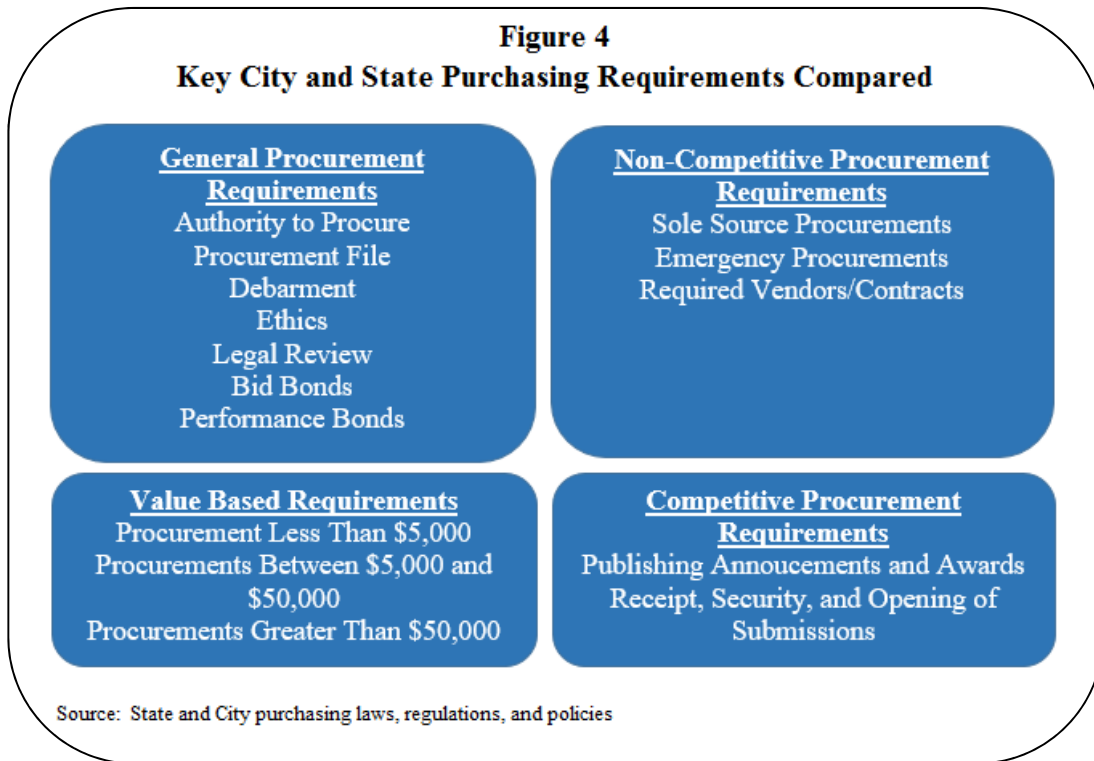 Figure 4
Key City and State Purchasing Requirements Compared
General Procurement
Requirements
Authority to Procure
Procurement File
Debarment
Ethics
Legal Review
Bid Bonds
Performance Bonds
Non-Competitive Procurement
Requirements
Sole Source Procurements
Emergency Procurements
Required Vendors/Contracts
Value Based Requirements
Procurement Less Than $5,000
Procurements Between $5,000 and
$50,000
Procurements Greater Than $50,000
Competitive Procurement
Requirements
Publishing Annoucements and Awards
Receipt, Security, and Opening of
Submissions
Source: State and City purchasing laws, regulations, and policies